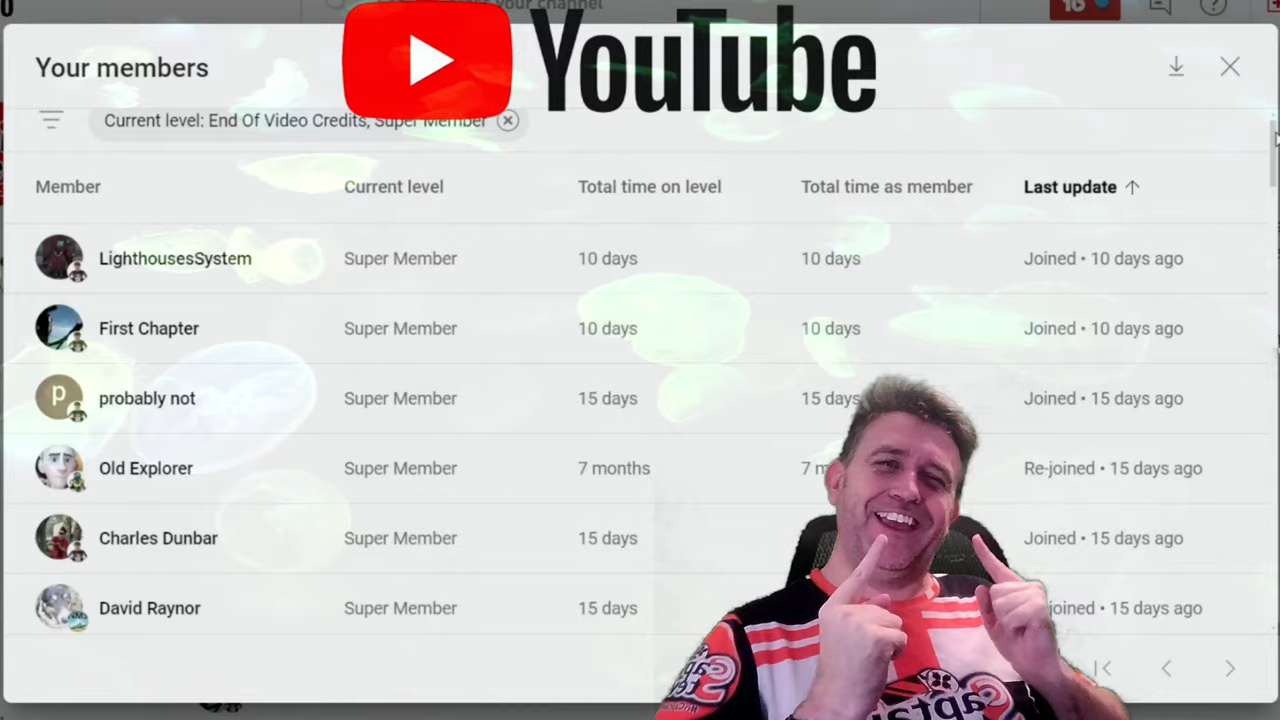 your channel
YouTube
Your members
Current level: End Of Video Credits, Super Member
Member Current level Total time on level Total time as member Last update
LighthousesSystem Super Member 10 days 10 days Joined • 10 days ago
First Chapter Super Member 10 days 10 days Joined • 10 days ago
P
probably not Super Member 15 days 15 days Joined • 15 days ago
Old Explorer Super Member 7 months 7 m Re-joined • 15 days ago
Charles Dunbar Super Member 15 days Joined • 15 days ago
David Raynor Super Member 15 days joined • 15 days ago